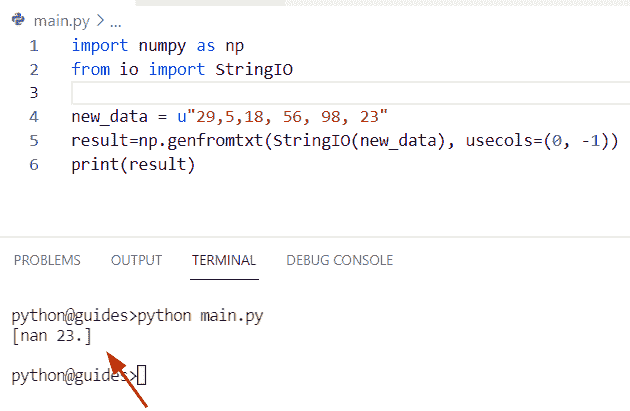 main.py > ...
1 import numpy as np
2 from io import StringIO
3
4 new_data = u"29,5,18, 56, 98, 23"
5 result=np.genfromtxt(StringIO(new_data), usecols=(0, -1))
6 print(result)
PROBLEMS OUTPUT TERMINAL DEBUG CONSOLE
python@guides>python main.py
[nan 23.]
python@guides>